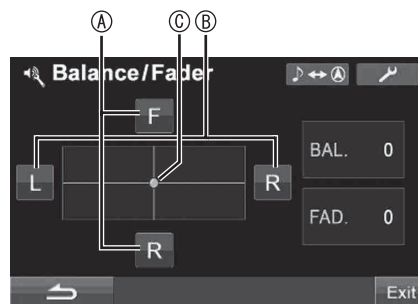 Ⓐ Ⓒ Ⓑ
Balance/Fader
F
L R
BAL. 0
FAD. 0
R
Exit